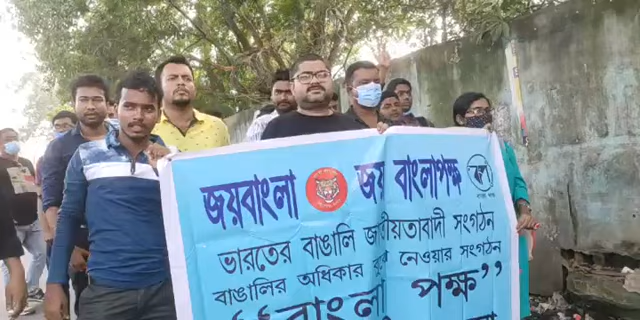 জয়বাংলা জয় বাংলাপক্ষ
ভারতের বাঙালি জাতীয়তাবাদী সংগঠন
বাঙালির অধিকার বুঝে নেওয়ার সংগঠন
“বাংলা পক্ষ”